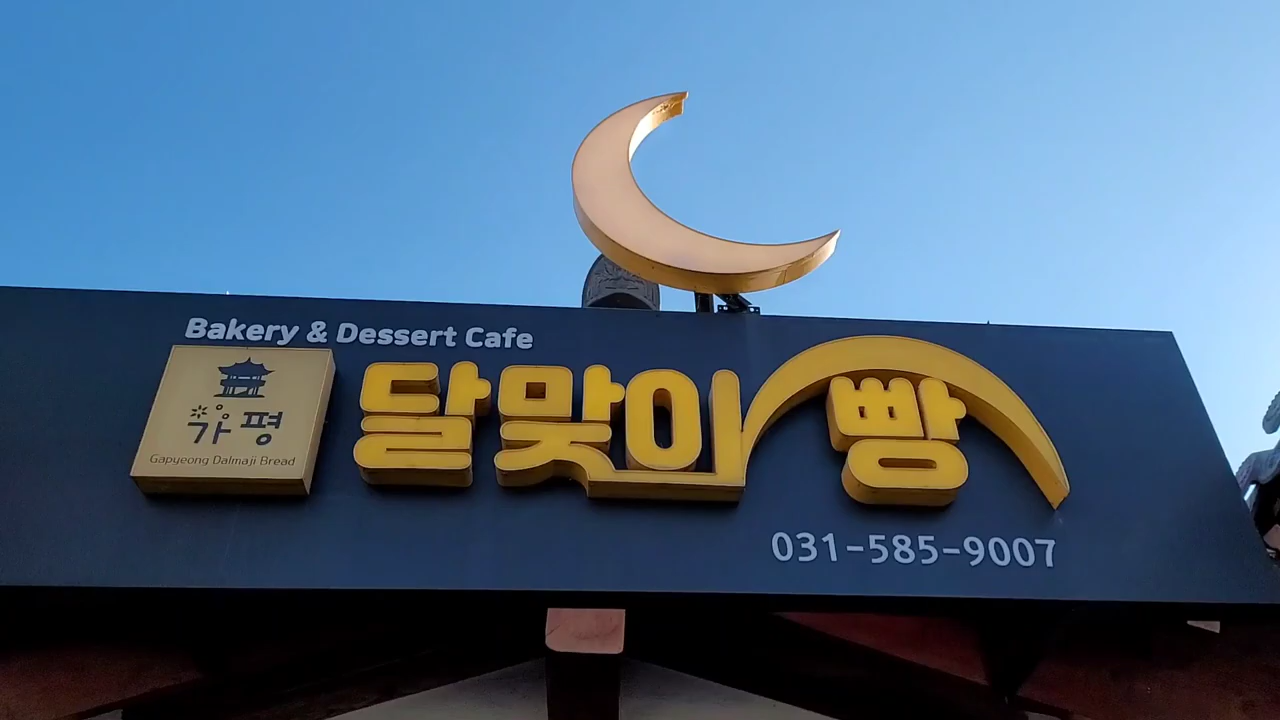 Bakery & Dessert Cafe
가평
Gapyeong Dalmaji Bread
달맞이빵
031-585-9007